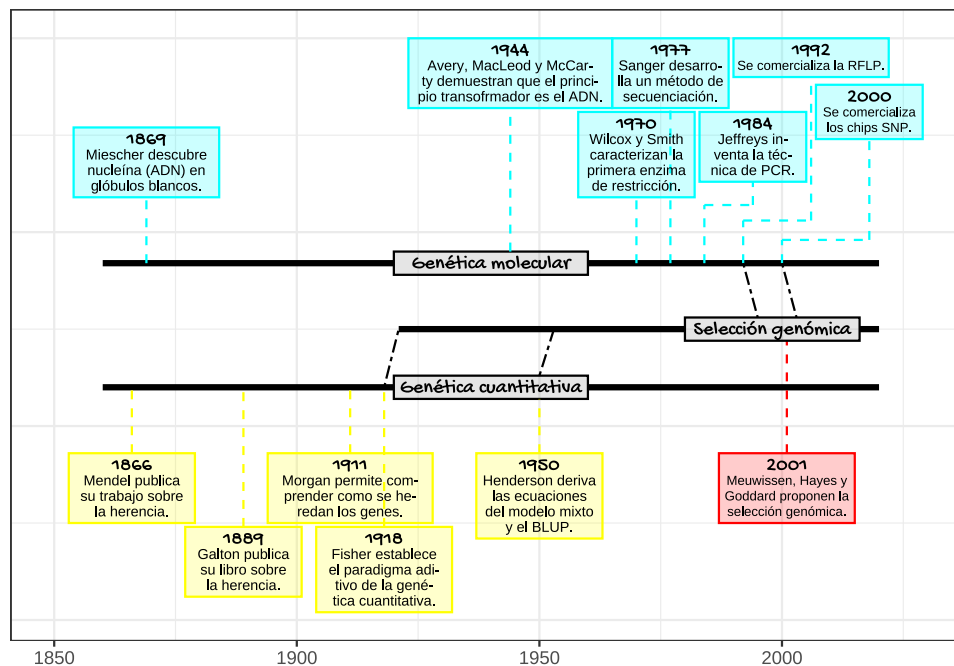 1944
Avery, MacLeod y McCar-
ty demuestran que el princi-
pio transofrmador es el ADN.
1977
Sanger desarro-
lla un método de
secuenciación.
1992
Se comercializa la RFLP.
2000
Se comercializa
los chips SNP.
1869
Miescher descubre
nucleína (ADN) en
glóbulos blancos.
1970
Wilcox y Smith
caracterizan la
primera enzima
de restricción.
1984
Jeffreys in-
venta la téc-
nica de PCR.
Genética molecular
Selección genómica
Genética cuantitativa
1866
Mendel publica
su trabajo sobre
la herencia.
1889
Galton publica
su libro sobre
la herencia.
1911
Morgan permite com-
prender como se he-
redan los genes.
1918
Fisher establece
el paradigma adi-
tivo de la gené-
tica cuantitativa.
1950
Henderson deriva
las ecuaciones
del modelo mixto
y el BLUP.
2001
Meuwissen, Hayes y
Goddard proponen la
selección genómica.
1850
1900
1950
2000